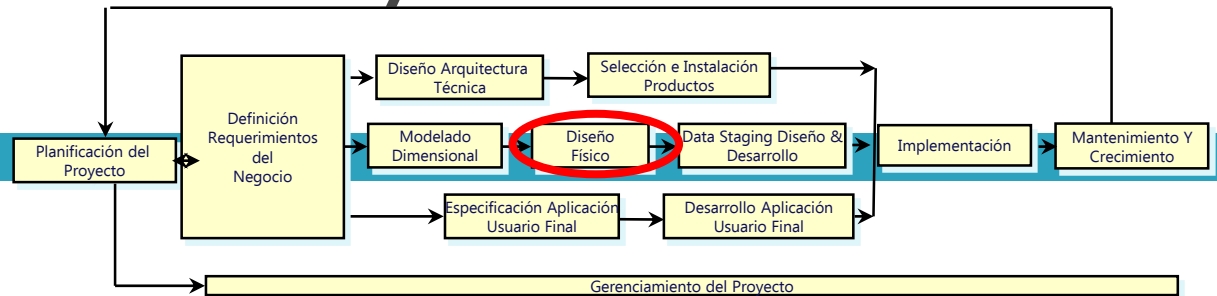 Planificación del
Proyecto
Definición
Requerimientos
del
Negocio
Diseño Arquitectura
Técnica
Selección e Instalación
Productos
Modelado
Dimensional
Diseño
Físico
Data Staging Diseño &
Desarrollo
Especificación Aplicación
Usuario Final
Desarrollo Aplicación
Usuario Final
Implementación
Mantenimiento Y
Crecimiento
Gerenciamiento del Proyecto